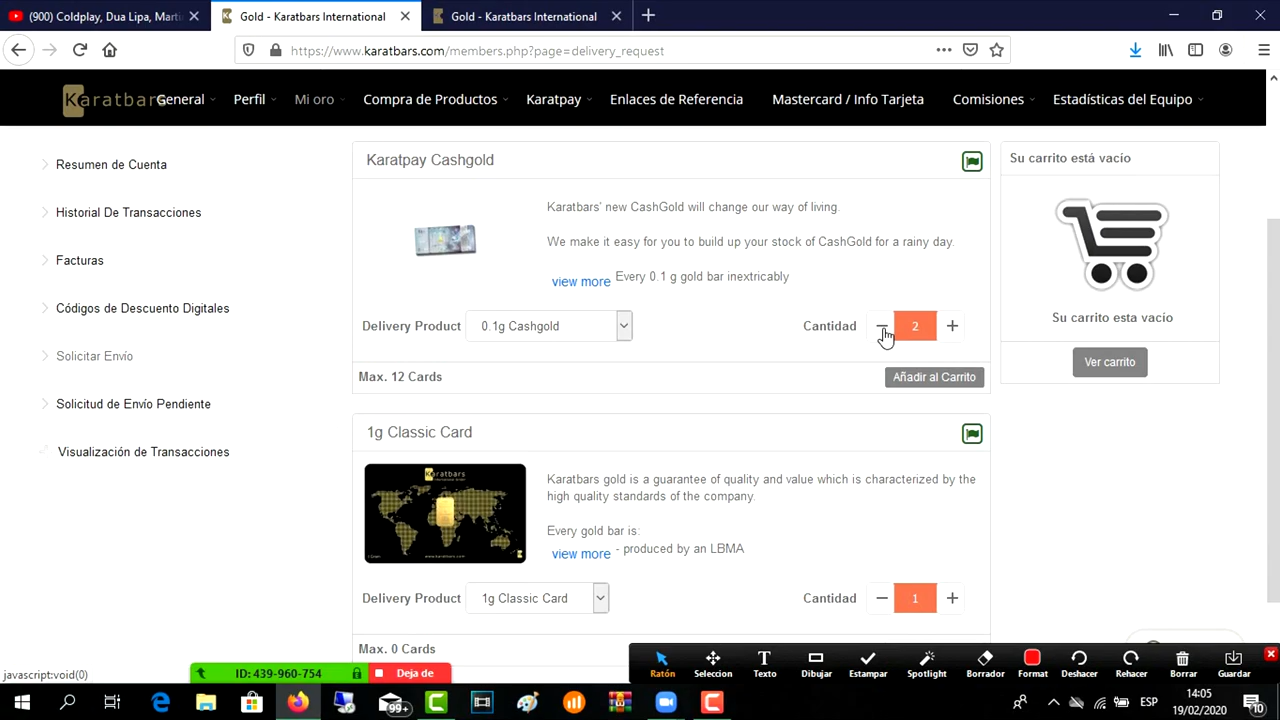 (900) Coldplay, Dua Lipa, Marti
Gold - Karatbars International
Gold - Karatbars International
https://www.karatbars.com/members.php?page=delivery_request
Karatbars
General
Perfil
Mi oro
Compra de Productos
Karatpay
Enlaces de Referencia
Mastercard / Info Tarjeta
Comisiones
Estadísticas del Equipo
Resumen de Cuenta
Historial De Transacciones
Facturas
Códigos de Descuento Digitales
Solicitar Envío
Solicitud de Envío Pendiente
Visualización de Transacciones
Karatpay Cashgold
Karatbars' new CashGold will change our way of living.
We make it easy for you to build up your stock of CashGold for a rainy day.
view more Every 0.1 g gold bar inextricably
Delivery Product 0.1g Cashgold Cantidad − 2 +
Max. 12 Cards Añadir al Carrito
1g Classic Card
Karatbars
Karatbars gold is a guarantee of quality and value which is characterized by the
high quality standards of the company.
Every gold bar is:
view more - produced by an LBMA
Delivery Product 1g Classic Card Cantidad − 1 +
Max. 0 Cards
Su carrito está vacío
Su carrito esta vacío
Ver carrito
javascript:void(0)
ID: 439-960-754 Deja de
Ratón Seleccion Texto Dibujar Estampar Spotlight Borrador Format Deshacer Rehacer Borrar Guardar
99+
ESP
14:05
19/02/2020
10